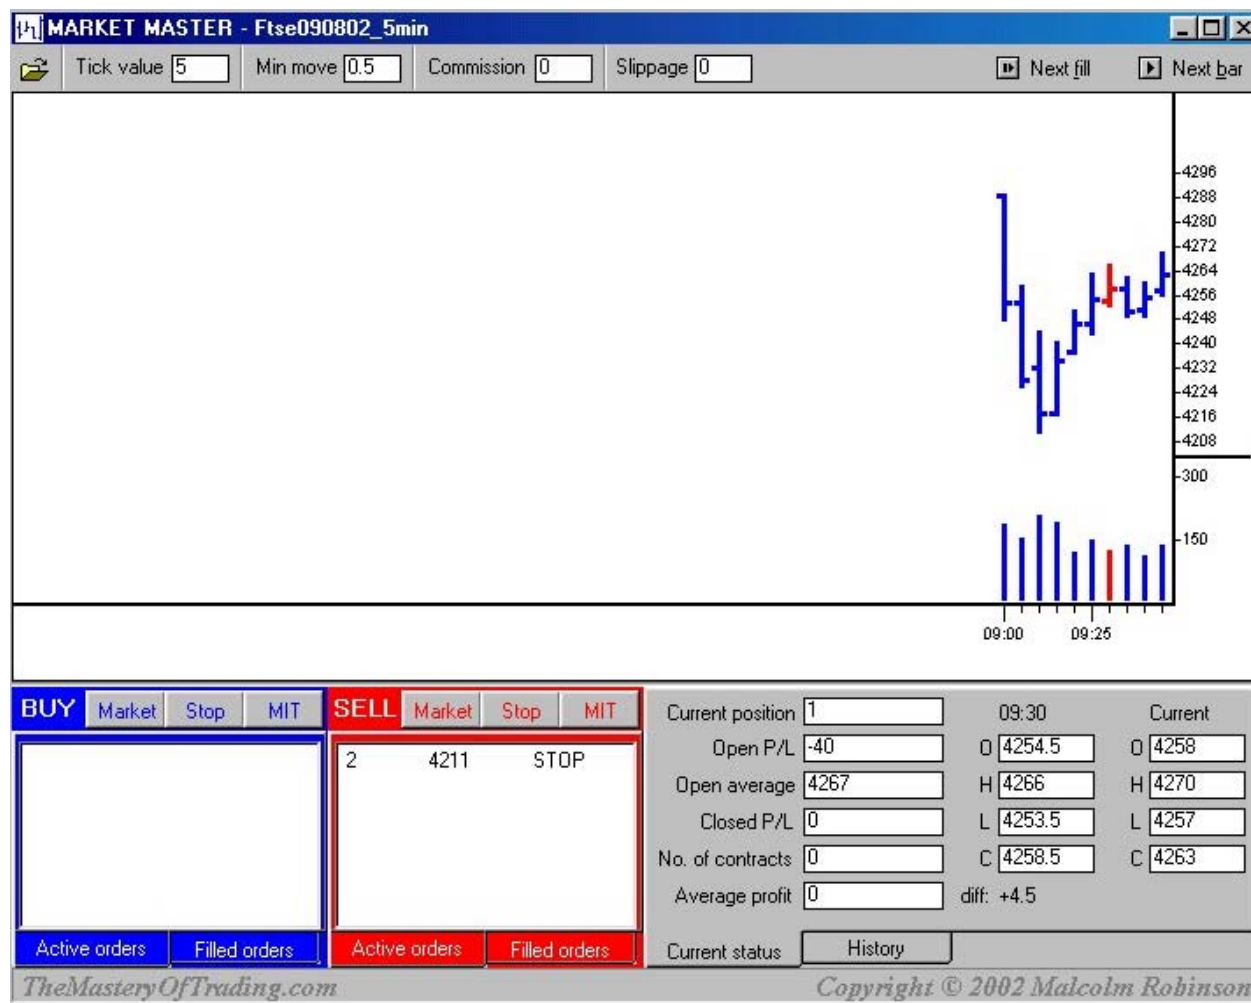 MARKET MASTER - Ftse090802_5min
Tick value 5 Min move 0.5 Commission 0 Slippage 0 Next fill Next bar
4296
4288
4280
4272
4264
4256
4248
4240
4232
4224
4216
4208
300
150
09:00 09:25
BUY Market Stop MIT SELL Market Stop MIT Current position 1 09:30 Current
2 4211 STOP Open P/L -40 O 4254.5 O 4258
Open average 4267 H 4266 H 4270
Closed P/L 0 L 4253.5 L 4257
No. of contracts 0 C 4258.5 C 4263
Average profit 0 diff: +4.5
Active orders Filled orders Active orders Filled orders Current status History
TheMasteryOfTrading.com Copyright © 2002 Malcolm Robinson